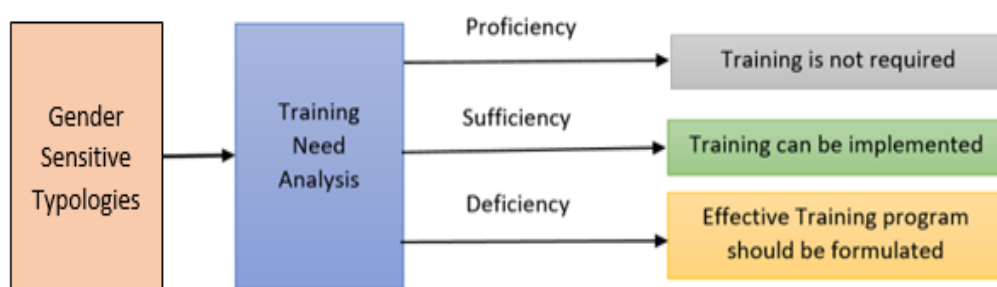 Gender
Sensitive
Typologies
Training
Need
Analysis
Proficiency
Training is not required
Sufficiency
Training can be implemented
Deficiency
Effective Training program
should be formulated